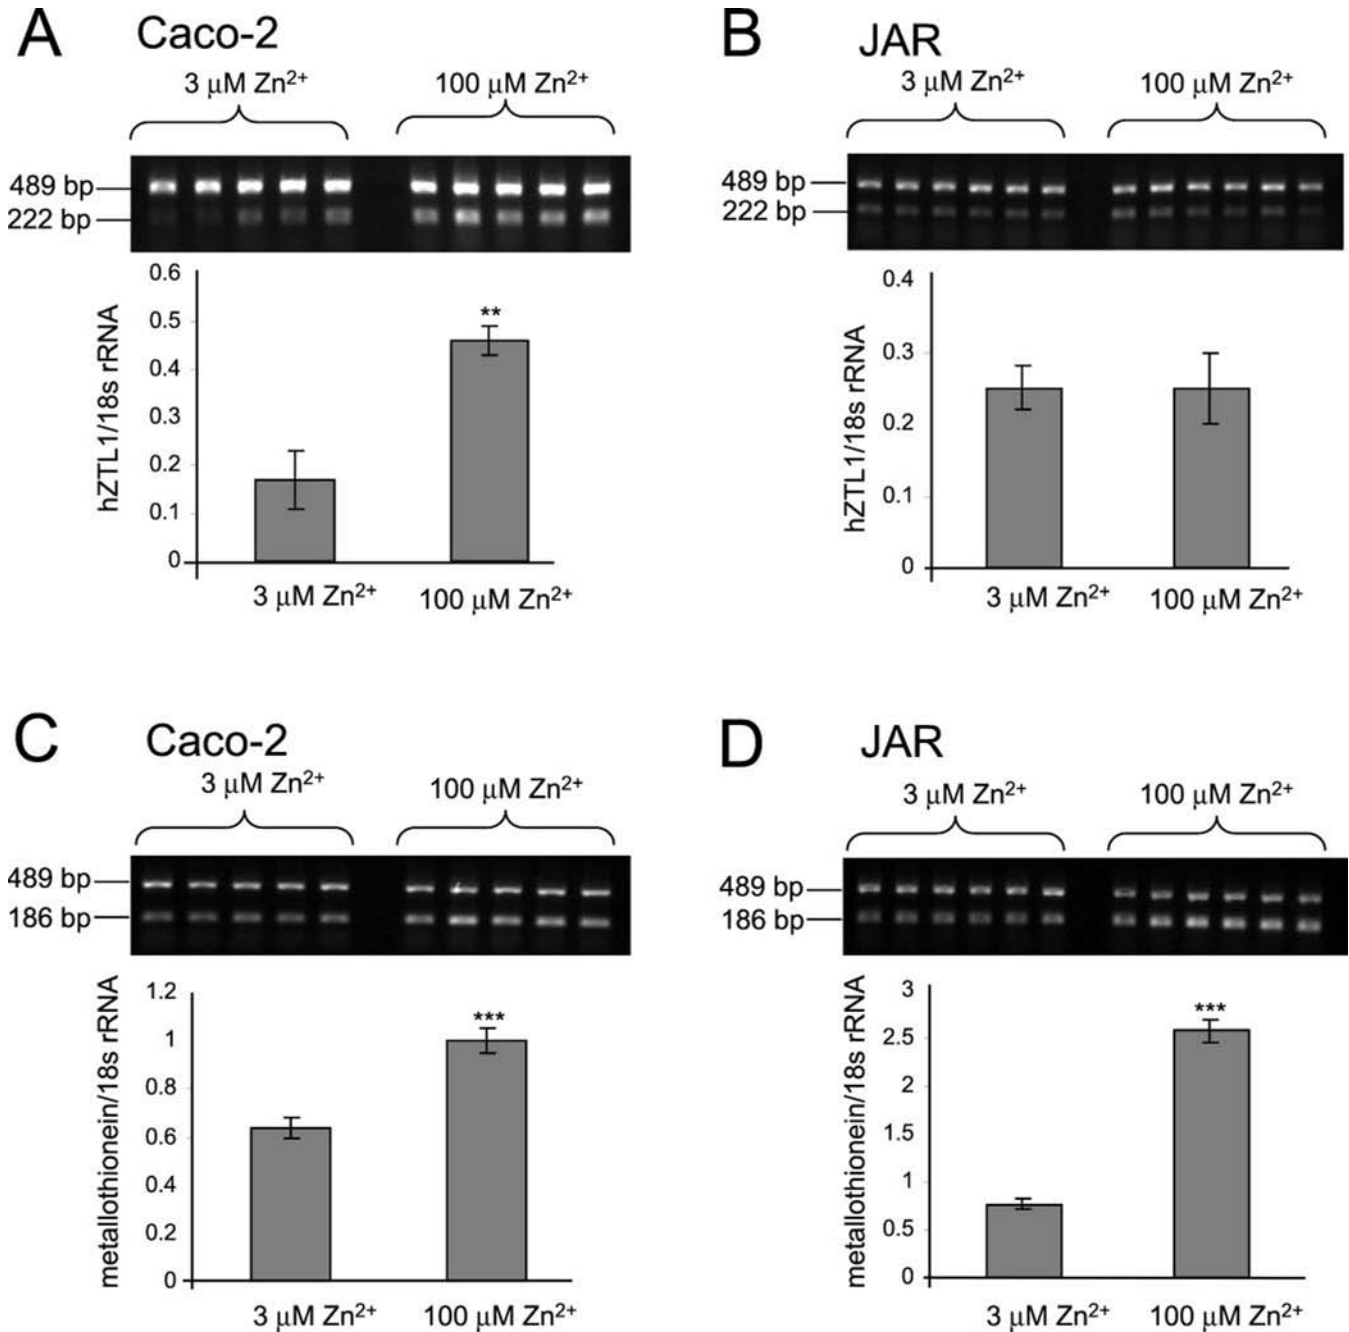 A Caco-2
3 μM Zn²⁺ 100 μM Zn²⁺
489 bp
222 bp
0.6
0.5
0.4
0.3
0.2
0.1
0
hZTL1/18s rRNA
**
3 μM Zn²⁺ 100 μM Zn²⁺
B JAR
3 μM Zn²⁺ 100 μM Zn²⁺
489 bp
222 bp
0.4
0.3
0.2
0.1
0
hZTL1/18s rRNA
3 μM Zn²⁺ 100 μM Zn²⁺
C Caco-2
3 μM Zn²⁺ 100 μM Zn²⁺
489 bp
186 bp
1.2
1
0.8
0.6
0.4
0.2
0
metallothionein/18s rRNA
***
3 μM Zn²⁺ 100 μM Zn²⁺
D JAR
3 μM Zn²⁺ 100 μM Zn²⁺
489 bp
186 bp
3
2.5
2
1.5
1
0.5
0
metallothionein/18s rRNA
***
3 μM Zn²⁺ 100 μM Zn²⁺